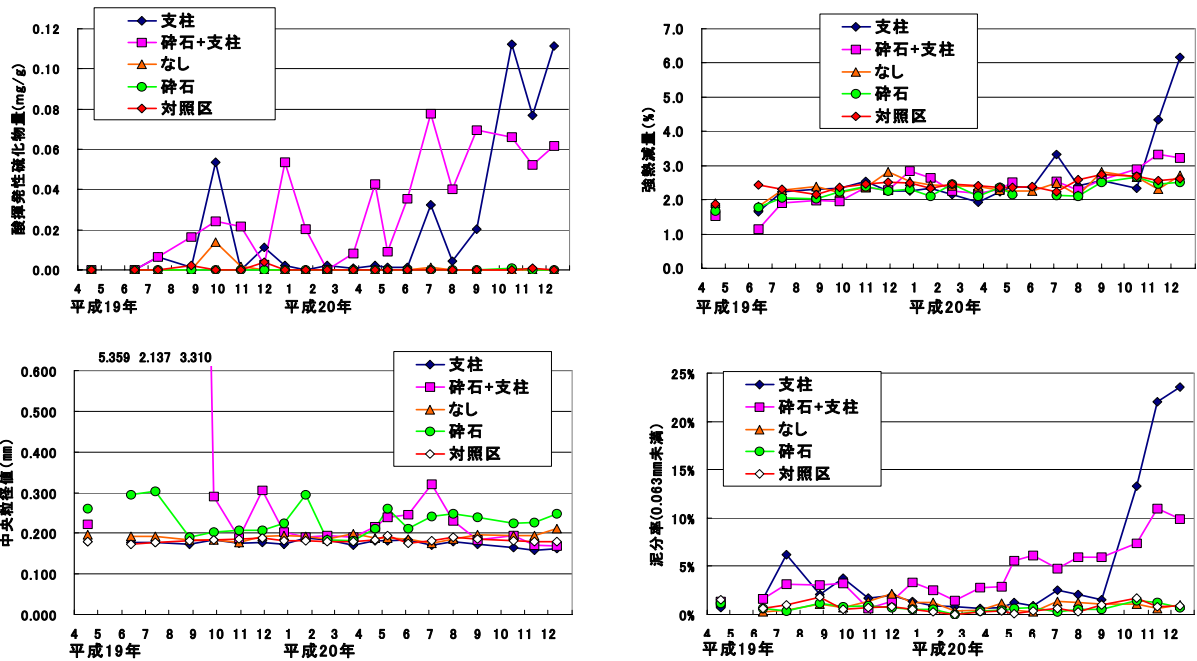 支柱
砕石+支柱
なし
砕石
対照区
酸揮発性硫化物量(mg/g)
0.12
0.10
0.08
0.06
0.04
0.02
0.00
4 5 6 7 8 9 10 11 12 1 2 3 4 5 6 7 8 9 10 11 12
平成19年 平成20年
支柱
砕石+支柱
なし
砕石
対照区
強熱減量(%)
7.0
6.0
5.0
4.0
3.0
2.0
1.0
0.0
4 5 6 7 8 9 10 11 12 1 2 3 4 5 6 7 8 9 10 11 12
平成19年 平成20年
5.359 2.137 3.310
支柱
砕石+支柱
なし
砕石
対照区
中央粒径値(mm)
0.600
0.500
0.400
0.300
0.200
0.100
0.000
4 5 6 7 8 9 10 11 12 1 2 3 4 5 6 7 8 9 10 11 12
平成19年 平成20年
支柱
砕石+支柱
なし
砕石
対照区
泥分率(0.063mm未満)
25%
20%
15%
10%
5%
0%
4 5 6 7 8 9 10 11 12 1 2 3 4 5 6 7 8 9 10 11 12
平成19年 平成20年